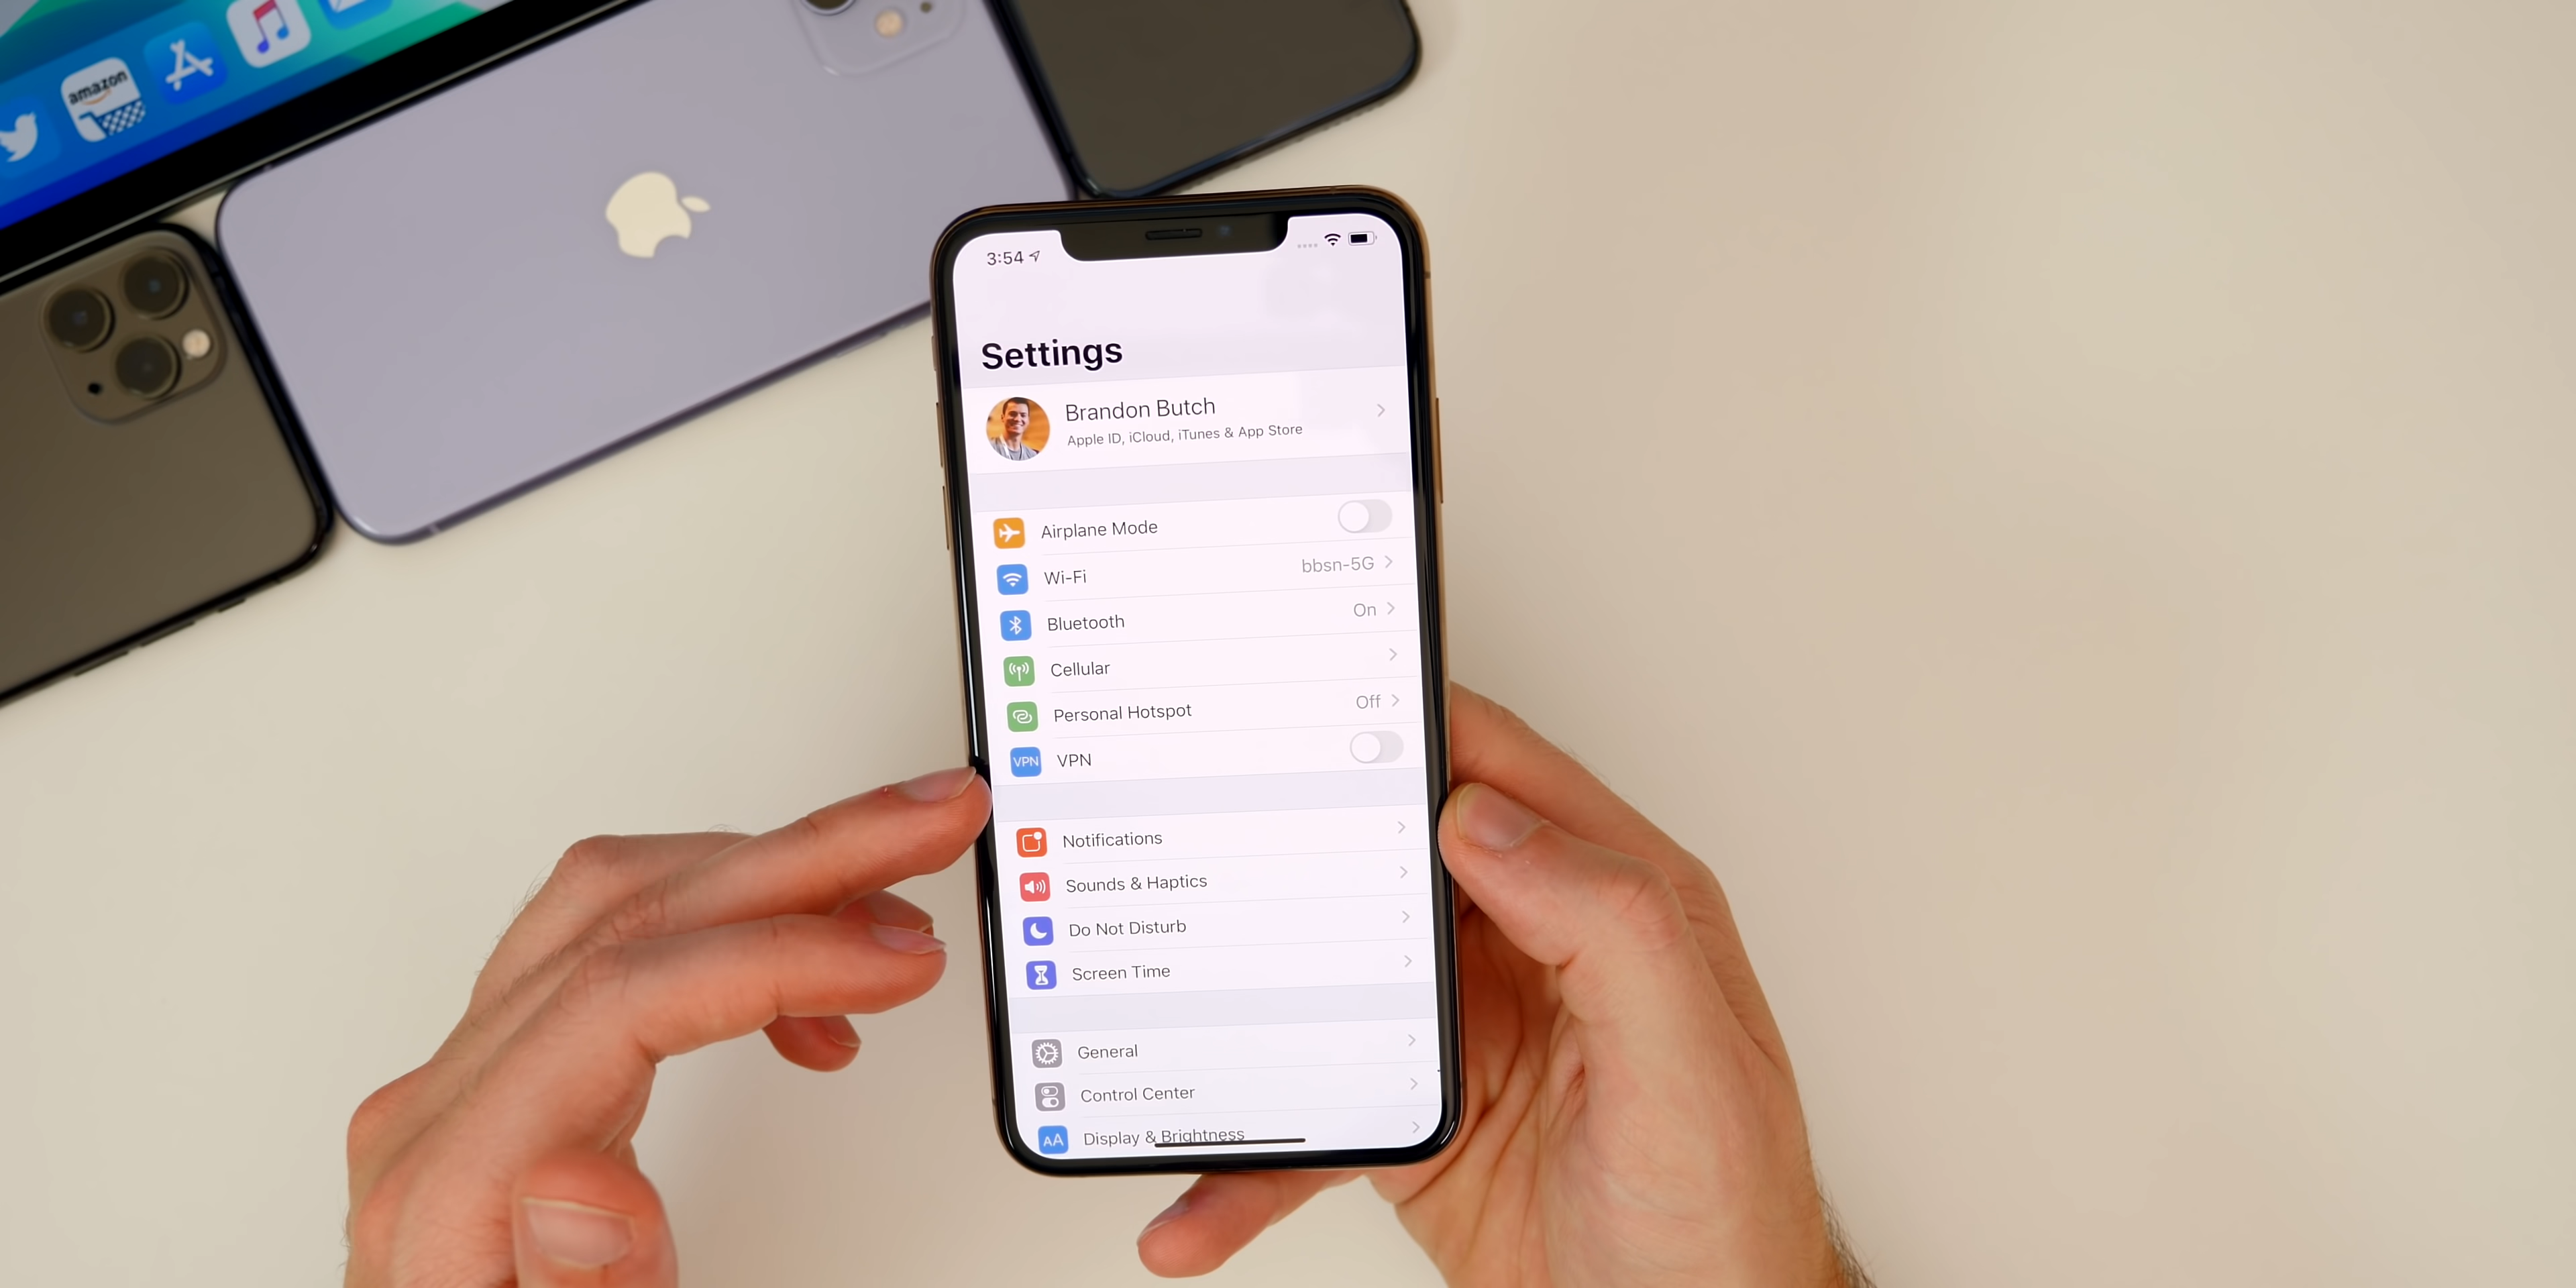 amazon
3:54
Settings
Brandon Butch
Apple ID, iCloud, iTunes & App Store
Airplane Mode
Wi-Fi bbsn-5G
Bluetooth On
Cellular
Personal Hotspot Off
VPN VPN
Notifications
Sounds & Haptics
Do Not Disturb
Screen Time
General
Control Center
AA Display & Brightness